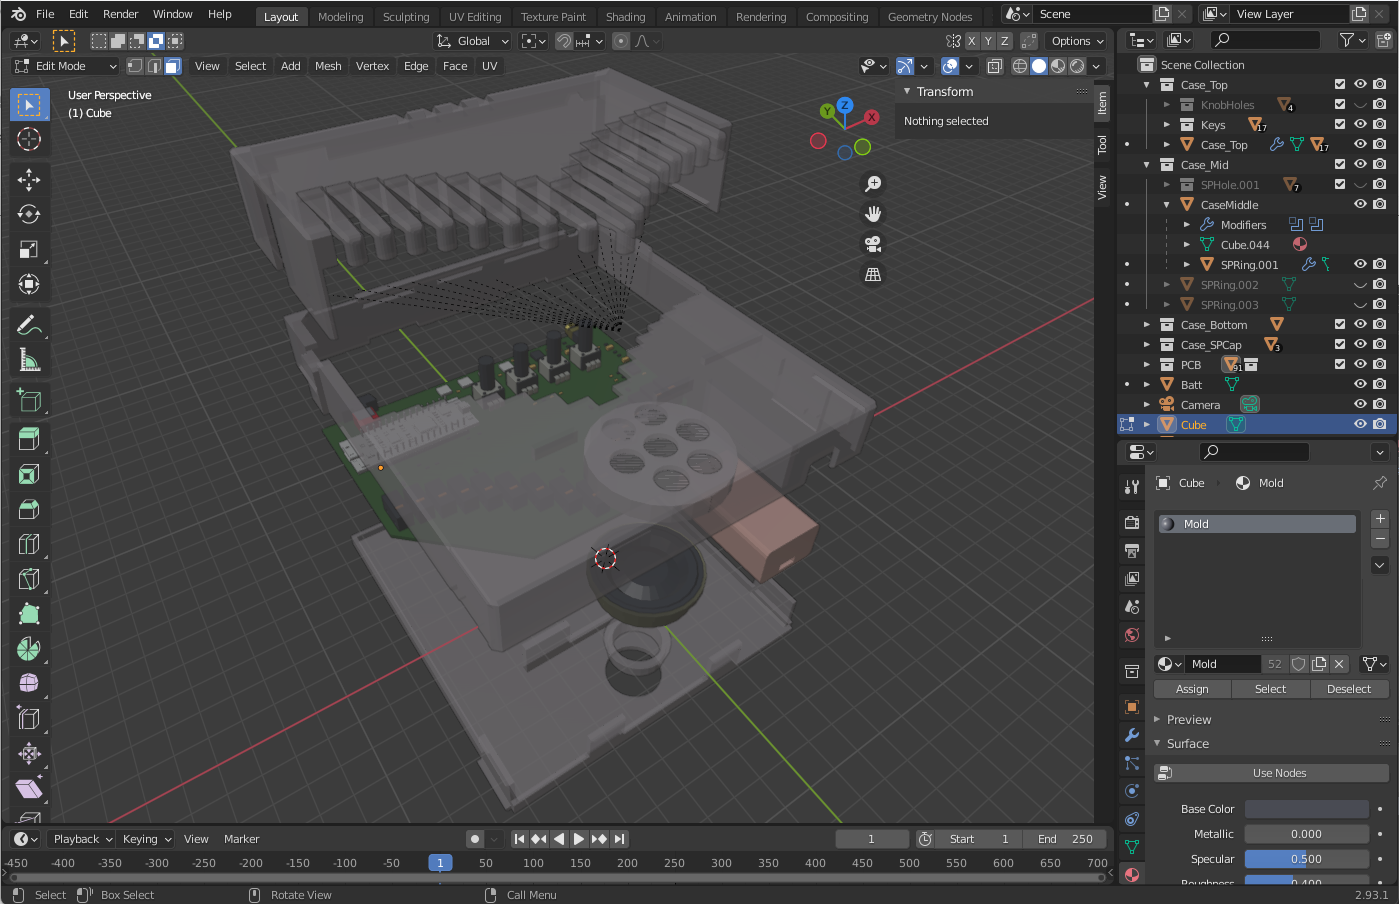 File Edit Render Window Help Layout Modeling Sculpting UV Editing Texture Paint Shading Animation Rendering Compositing Geometry Nodes Scene View Layer
Global X Y Z Options
Edit Mode View Select Add Mesh Vertex Edge Face UV
User Perspective
(1) Cube
Transform
Nothing selected
Item
Tool
View
Z
Y
X
Scene Collection
Case_Top
KnobHoles 4
Keys 17
Case_Top 17
Case_Mid
SPHole.001 7
CaseMiddle
Modifiers
Cube.044
SPRing.001
SPRing.002
SPRing.003
Case_Bottom
Case_SPCap 3
PCB 91
Batt
Camera
Cube
Cube Mold
Mold
Mold 52
Assign Select Deselect
Preview
Surface
Use Nodes
Base Color
Metallic 0.000
Specular 0.500
Roughness 0.400
Playback Keying View Marker 1 Start 1 End 250
-450 -400 -350 -300 -250 -200 -150 -100 -50 1 50 100 150 200 250 300 350 400 450 500 550 600 650 700
Select Box Select Rotate View Call Menu 2.93.1